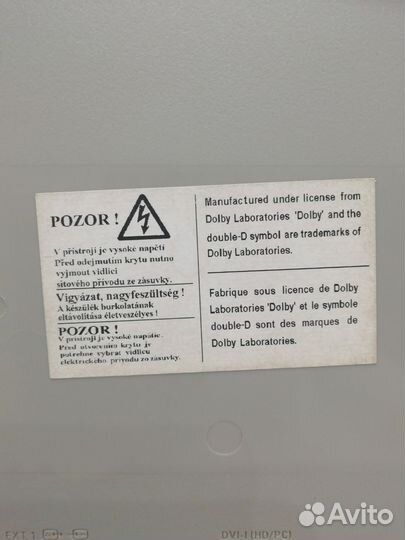 POZOR !
V přístroji je vysoké napětí
Před odejmutím krytu nutno
vyjmout vidlici
síťového přívodu ze zásuvky.
Vigyázat, nagyfeszültség !
A készülék burkolatának
eltávolítása életveszélyes !
POZOR !
V prístroji je vysoké napätie.
Pred otvorením krytu je
potrebné vybrat vidlicu
elektrického. prívodu zo zásuvky.
Manufactured under license from
Dolby Laboratories 'Dolby' and the
double-D symbol are trademarks of
Dolby Laboratories.
Fabrique sous licence de Dolby
Laboratories 'Dolby' et le symbole
double-D sont des marques de
Dolby Laboratories.
EXT 1
DVI-I (HD/PC)
Avito